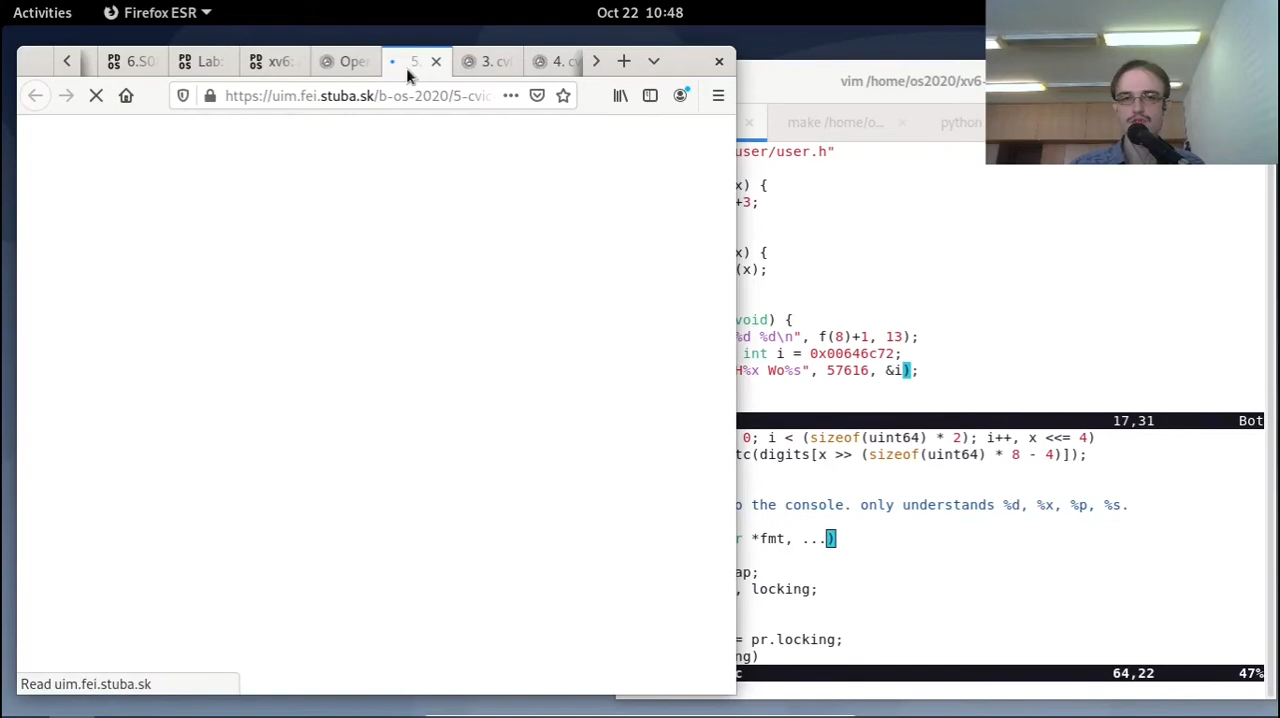 Activities Firefox ESR Oct 22 10:48
6.S0 Lab: xv6: Ope 5. 3. cvi 4. cv
https://uim.fei.stuba.sk/b-os-2020/5-cvic
Read uim.fei.stuba.sk
vim /home/os2020/xv6-
make /home/o... python
user/user.h"
x) {
+3;
x) {
(x);
void) {
%d %d\n", f(8)+1, 13);
int i = 0x00646c72;
H%x Wo%s", 57616, &i);
17,31 Bot
0; i < (sizeof(uint64) * 2); i++, x <<= 4)
tc(digits[x >> (sizeof(uint64) * 8 - 4)]);
o the console. only understands %d, %x, %p, %s.
r *fmt, ...)
ap;
, locking;
= pr.locking;
ng)
c 64,22 47%